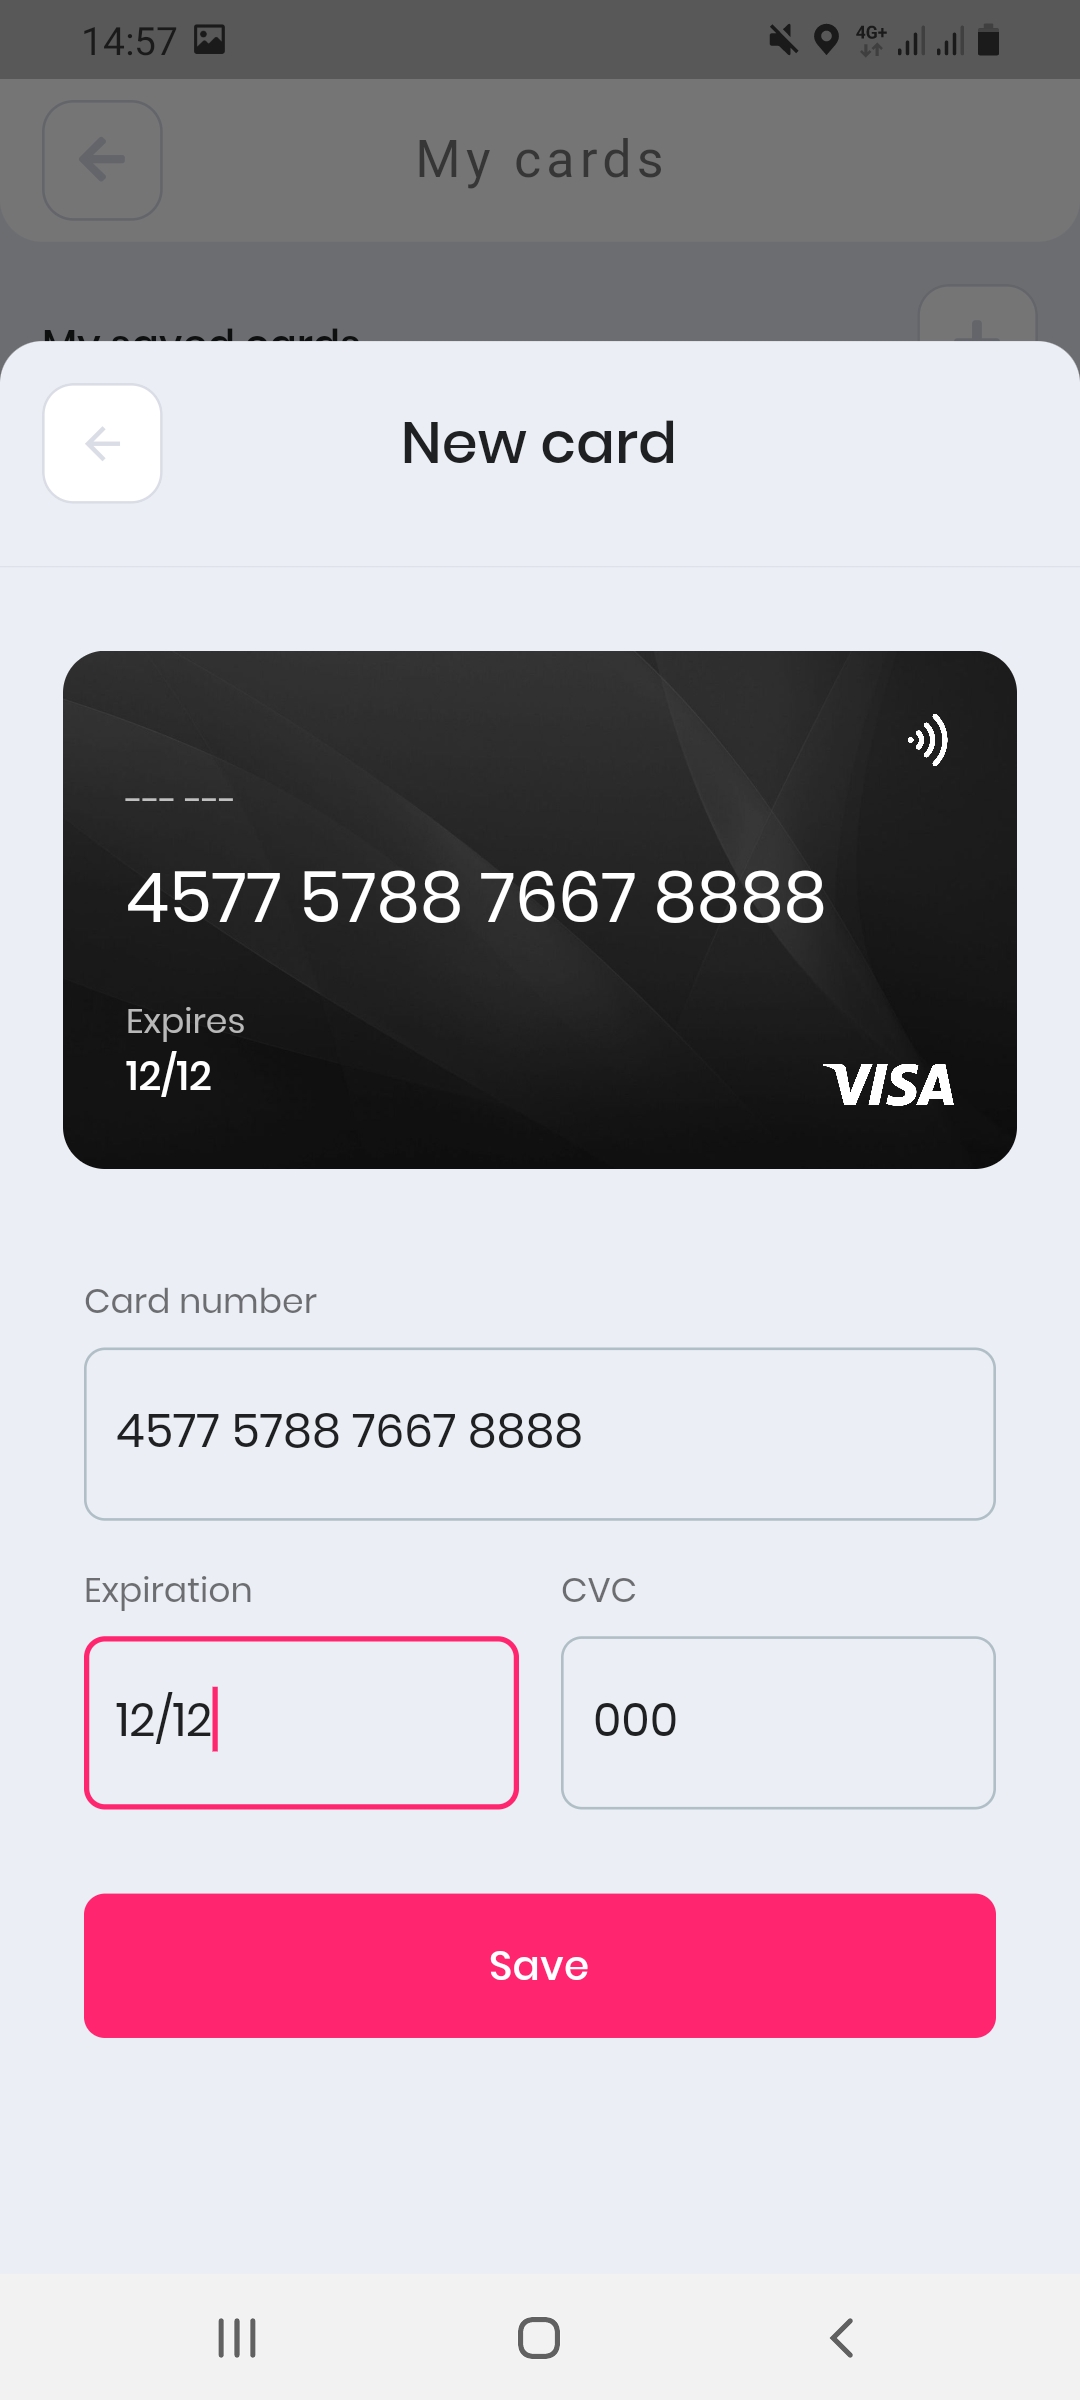 14:57
4G+
My cards
My saved cards
New card
--- ---
4577 5788 7667 8888
Expires
12/12
VISA
Card number
4577 5788 7667 8888
Expiration
CVC
12/12
000
Save